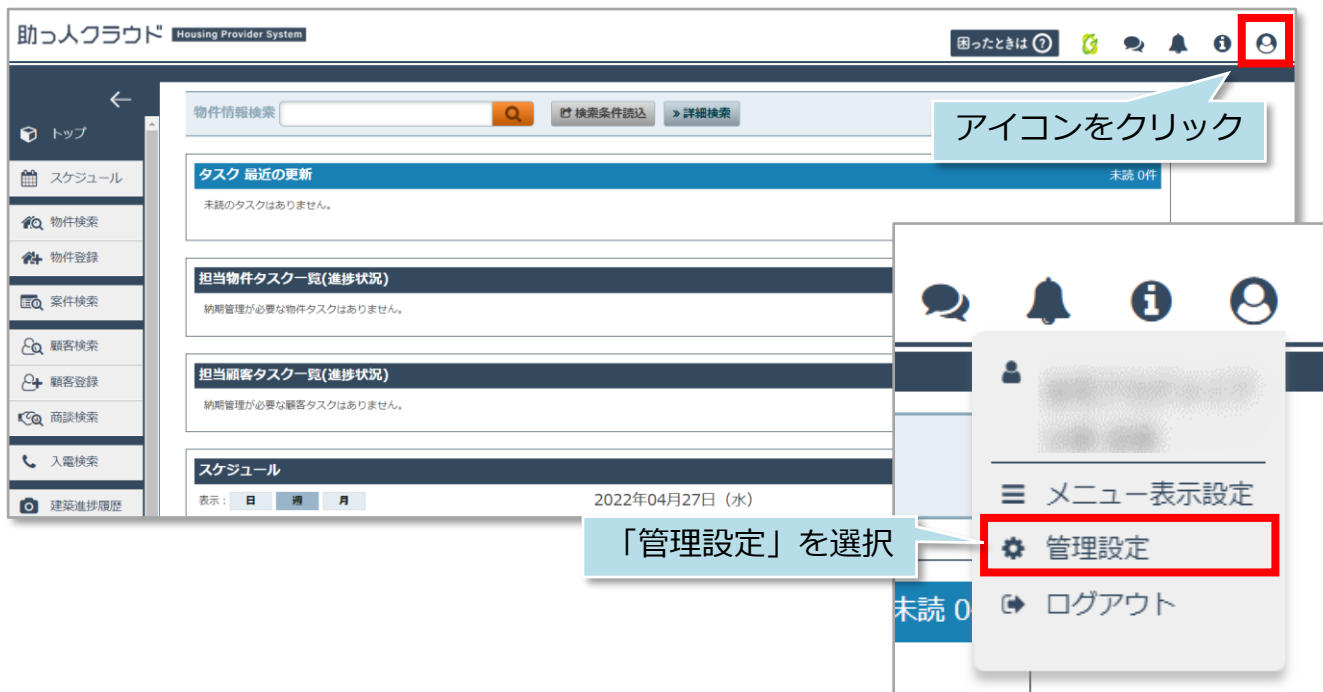 助っ人クラウド Housing Provider System
困ったときは ?
アイコンをクリック
トップ
スケジュール
物件検索
物件登録
案件検索
顧客検索
顧客登録
商談検索
入電検索
建築進捗履歴
物件情報検索 検索条件読込 » 詳細検索
タスク 最近の更新 未読 0件
未読のタスクはありません。
担当物件タスク一覧(進捗状況)
納期管理が必要な物件タスクはありません。
担当顧客タスク一覧(進捗状況)
納期管理が必要な顧客タスクはありません。
スケジュール
表示: 日 週 月 2022年04月27日（水）
メニュー表示設定
「管理設定」を選択
管理設定
ログアウト
未読 0